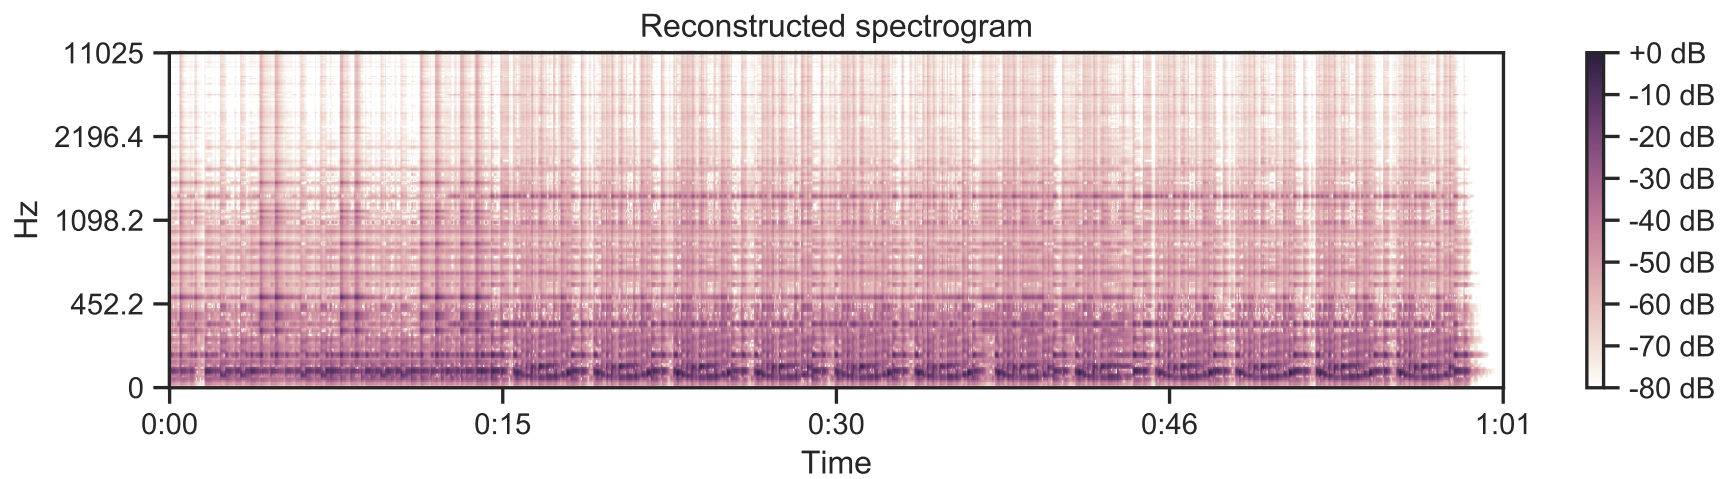 Reconstructed spectrogram
11025
2196.4
1098.2
452.2
0
Hz
0:00
0:15
0:30
0:46
1:01
Time
+0 dB
-10 dB
-20 dB
-30 dB
-40 dB
-50 dB
-60 dB
-70 dB
-80 dB